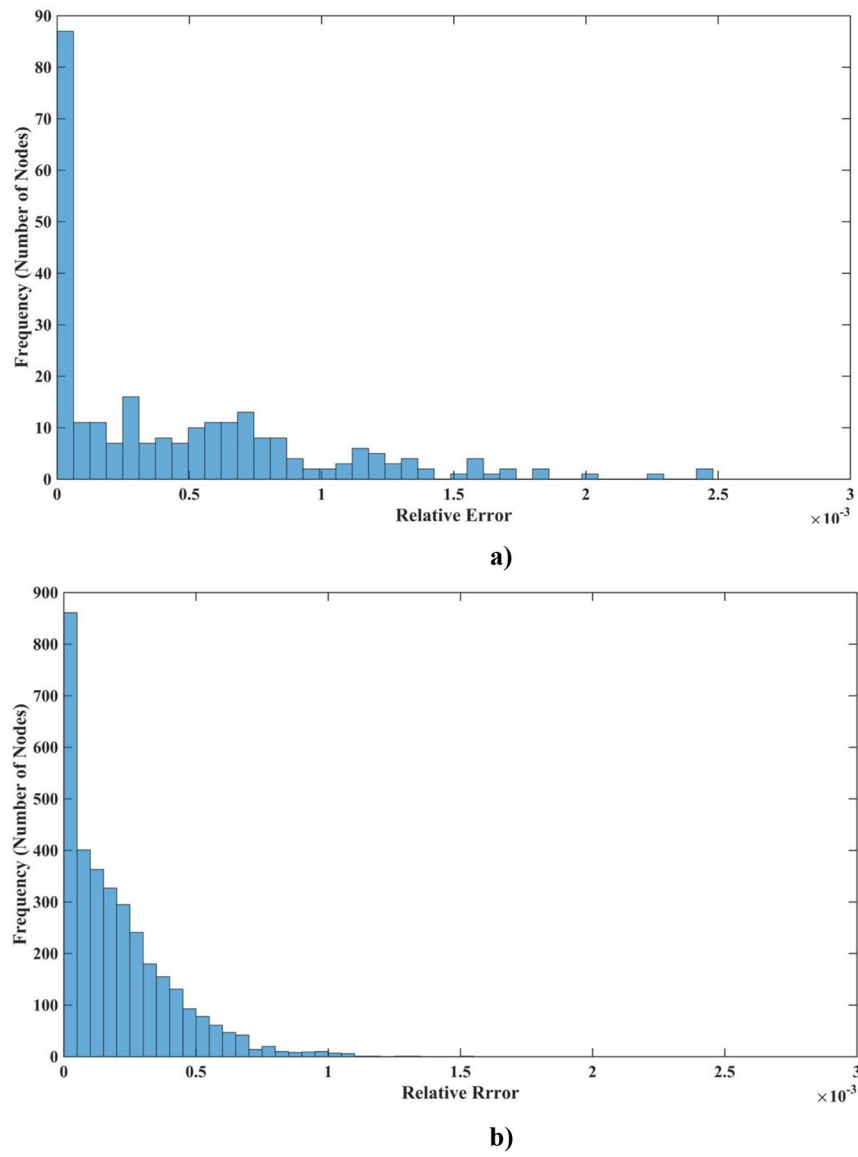 90
80
70
60
50
40
30
20
10
0
Frequency (Number of Nodes)
0 0.5 1 1.5 2 2.5 3
Relative Error
×10-3
a)
900
800
700
600
500
400
300
200
100
0
Frequency (Number of Nodes)
0 0.5 1 1.5 2 2.5 3
Relative Rrror
×10-3
b)